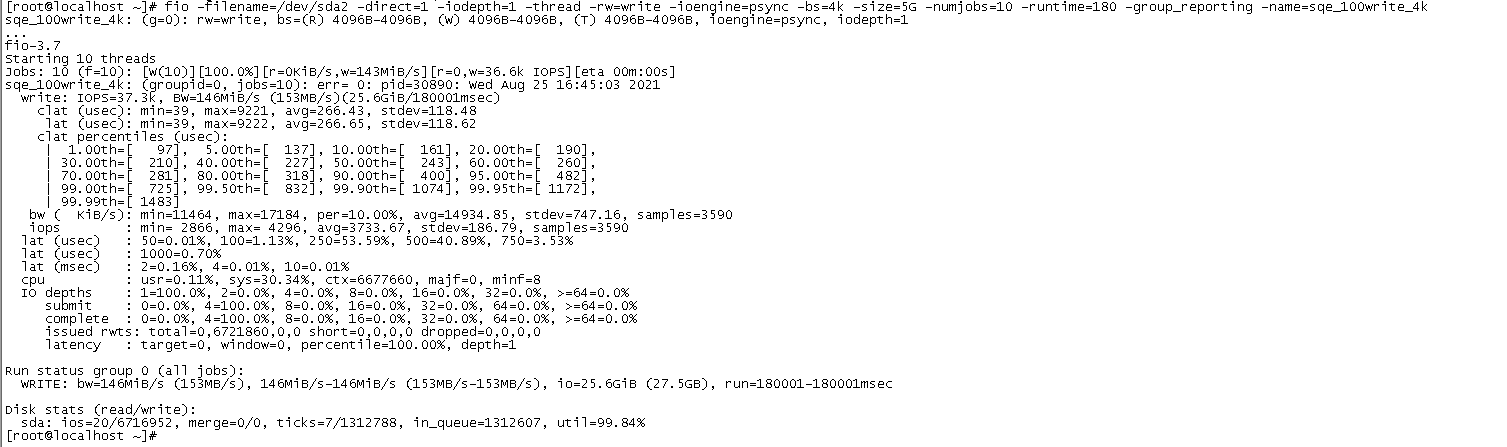 [root@localhost ~]# fio -filename=/dev/sda2 -direct=1 -iodepth=1 -thread -rw=write -ioengine=psync -bs=4k -size=5G -numjobs=10 -runtime=180 -group_reporting -name=sqe_100write_4k
sqe_100write_4k: (g=0): rw=write, bs=(R) 4096B-4096B, (W) 4096B-4096B, (T) 4096B-4096B, ioengine=psync, iodepth=1
...
fio-3.7
Starting 10 threads
Jobs: 10 (f=10): [W(10)][100.0%][r=0KiB/s,w=143MiB/s][r=0,w=36.6k IOPS][eta 00m:00s]
sqe_100write_4k: (groupid=0, jobs=10): err= 0: pid=30890: Wed Aug 25 16:45:03 2021
  write: IOPS=37.3k, BW=146MiB/s (153MB/s)(25.6GiB/180001msec)
    clat (usec): min=39, max=9221, avg=266.43, stdev=118.48
     lat (usec): min=39, max=9222, avg=266.65, stdev=118.62
    clat percentiles (usec):
     |  1.00th=[   97],  5.00th=[  137], 10.00th=[  161], 20.00th=[  190],
     | 30.00th=[  210], 40.00th=[  227], 50.00th=[  243], 60.00th=[  260],
     | 70.00th=[  281], 80.00th=[  318], 90.00th=[  400], 95.00th=[  482],
     | 99.00th=[  725], 99.50th=[  832], 99.90th=[ 1074], 99.95th=[ 1172],
     | 99.99th=[ 1483]
   bw (  KiB/s): min=11464, max=17184, per=10.00%, avg=14934.85, stdev=747.16, samples=3590
   iops        : min= 2866, max= 4296, avg=3733.67, stdev=186.79, samples=3590
  lat (usec)   : 50=0.01%, 100=1.13%, 250=53.59%, 500=40.89%, 750=3.53%
  lat (usec)   : 1000=0.70%
  lat (msec)   : 2=0.16%, 4=0.01%, 10=0.01%
  cpu          : usr=0.11%, sys=30.34%, ctx=6677660, majf=0, minf=8
  IO depths    : 1=100.0%, 2=0.0%, 4=0.0%, 8=0.0%, 16=0.0%, 32=0.0%, >=64=0.0%
     submit    : 0=0.0%, 4=100.0%, 8=0.0%, 16=0.0%, 32=0.0%, 64=0.0%, >=64=0.0%
     complete  : 0=0.0%, 4=100.0%, 8=0.0%, 16=0.0%, 32=0.0%, 64=0.0%, >=64=0.0%
     issued rwts: total=0,6721860,0,0 short=0,0,0,0 dropped=0,0,0,0
     latency   : target=0, window=0, percentile=100.00%, depth=1

Run status group 0 (all jobs):
  WRITE: bw=146MiB/s (153MB/s), 146MiB/s-146MiB/s (153MB/s-153MB/s), io=25.6GiB (27.5GB), run=180001-180001msec

Disk stats (read/write):
  sda: ios=20/6716952, merge=0/0, ticks=7/1312788, in_queue=1312607, util=99.84%
[root@localhost ~]#